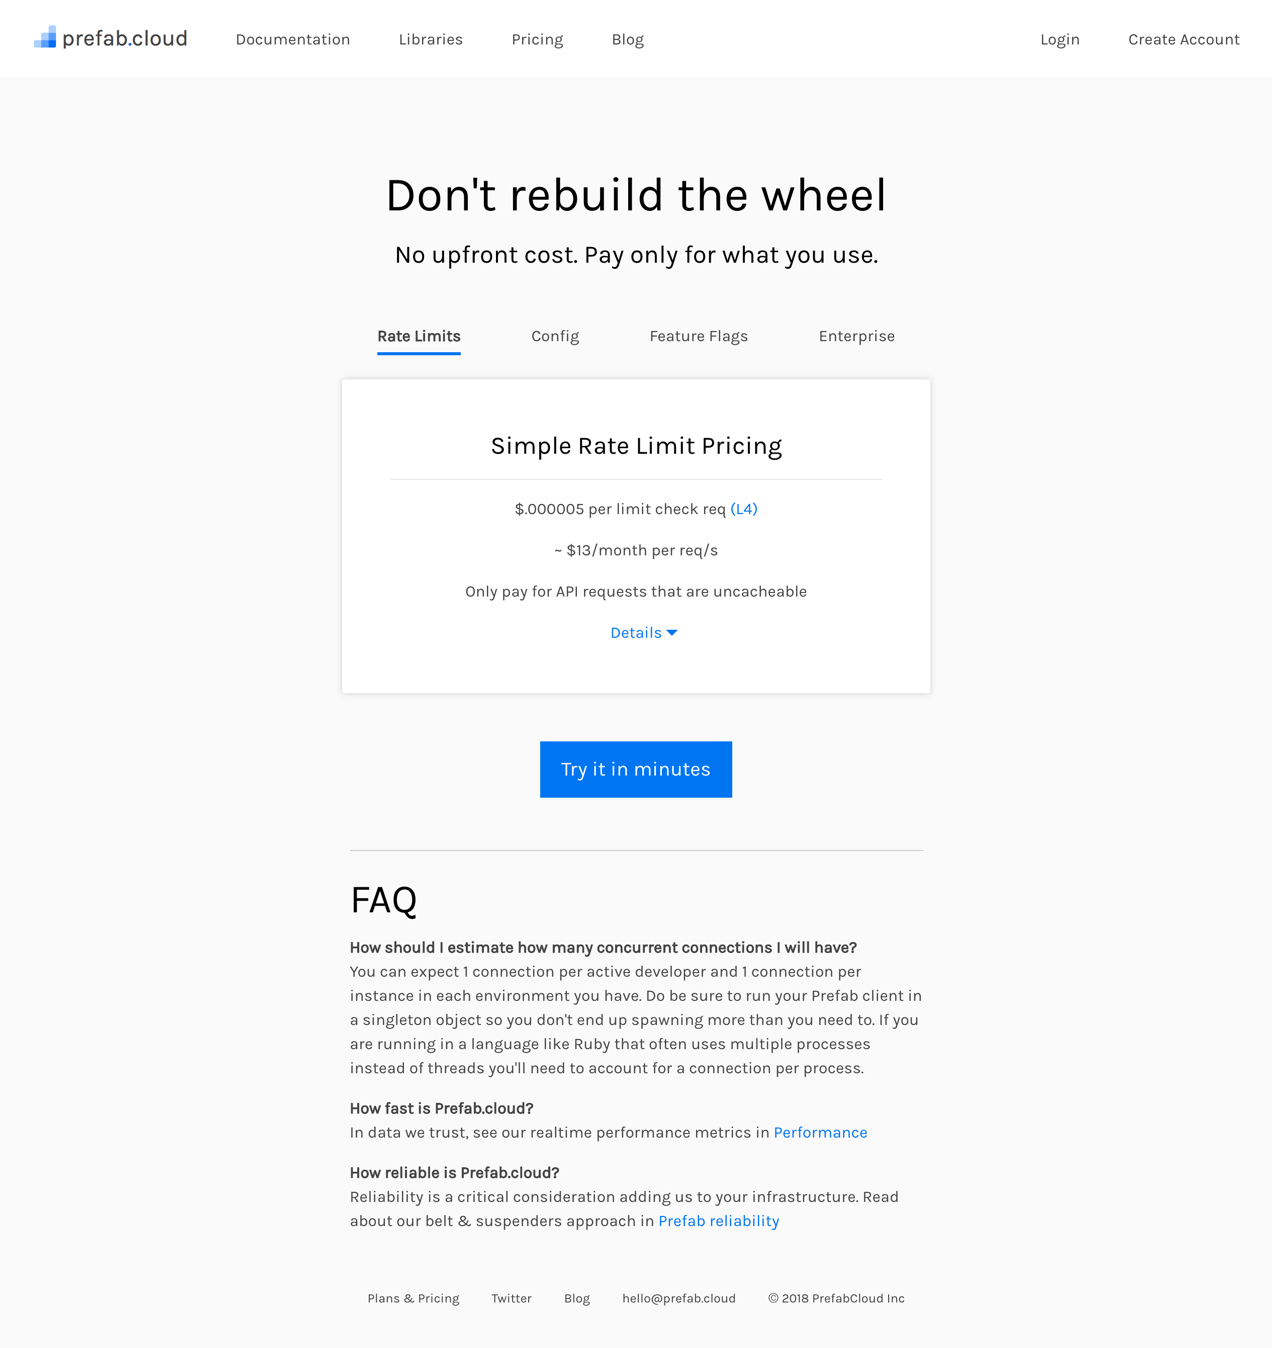 prefab.cloud Documentation Libraries Pricing Blog Login Create Account
Don't rebuild the wheel
No upfront cost. Pay only for what you use.
Rate Limits Config Feature Flags Enterprise
Simple Rate Limit Pricing
$.000005 per limit check req (L4)
~ $13/month per req/s
Only pay for API requests that are uncacheable
Details
Try it in minutes
FAQ
How should I estimate how many concurrent connections I will have?
You can expect 1 connection per active developer and 1 connection per
instance in each environment you have. Do be sure to run your Prefab client in
a singleton object so you don't end up spawning more than you need to. If you
are running in a language like Ruby that often uses multiple processes
instead of threads you'll need to account for a connection per process.
How fast is Prefab.cloud?
In data we trust, see our realtime performance metrics in Performance
How reliable is Prefab.cloud?
Reliability is a critical consideration adding us to your infrastructure. Read
about our belt & suspenders approach in Prefab reliability
Plans & Pricing Twitter Blog hello@prefab.cloud © 2018 PrefabCloud Inc